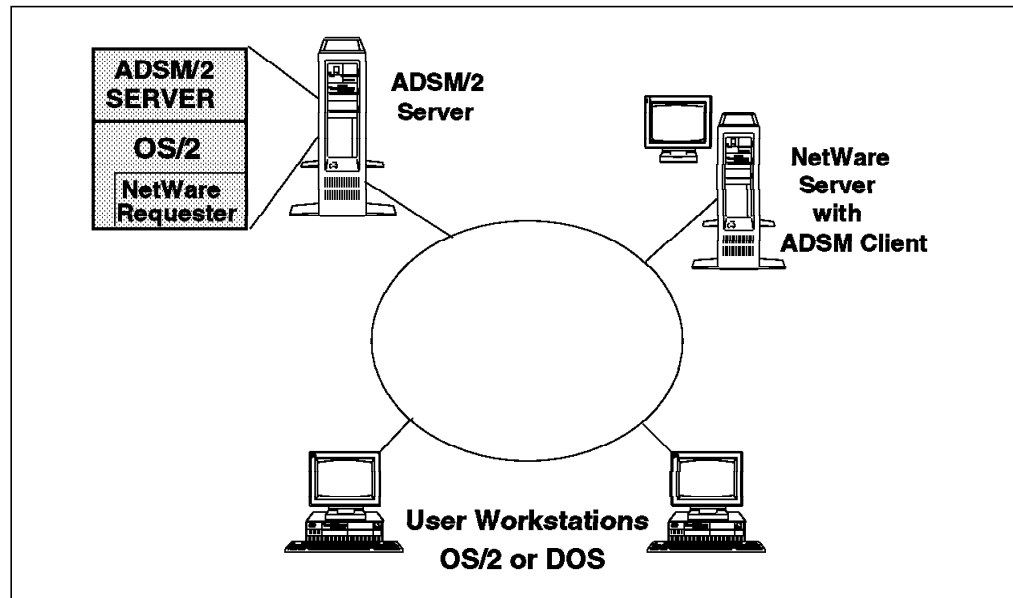 ADSM/2
SERVER
OS/2
NetWare
Requester
ADSM/2
Server
NetWare
Server
with
ADSM Client
User Workstations
OS/2 or DOS